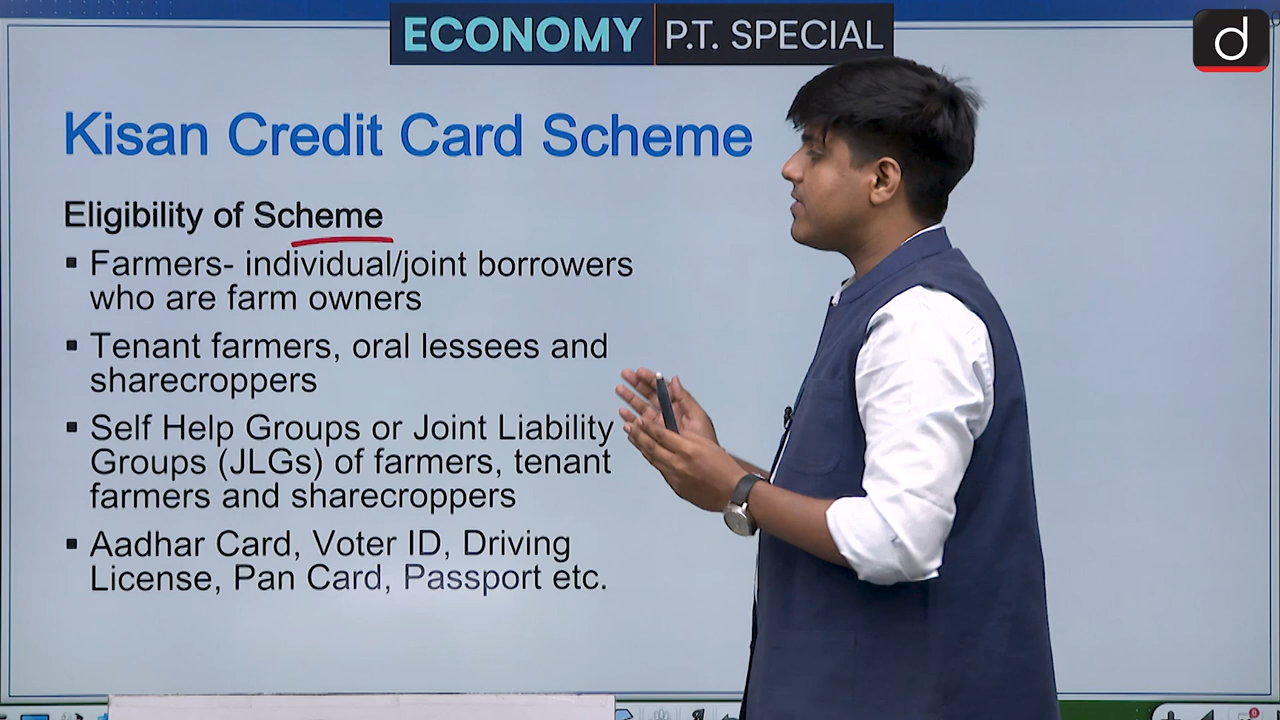 ECONOMY P.T. SPECIAL
d
Kisan Credit Card Scheme
Eligibility of Scheme
▪ Farmers- individual/joint borrowers
who are farm owners
▪ Tenant farmers, oral lessees and
sharecroppers
▪ Self Help Groups or Joint Liability
Groups (JLGs) of farmers, tenant
farmers and sharecroppers
▪ Aadhar Card, Voter ID, Driving
License, Pan Card, Passport etc.